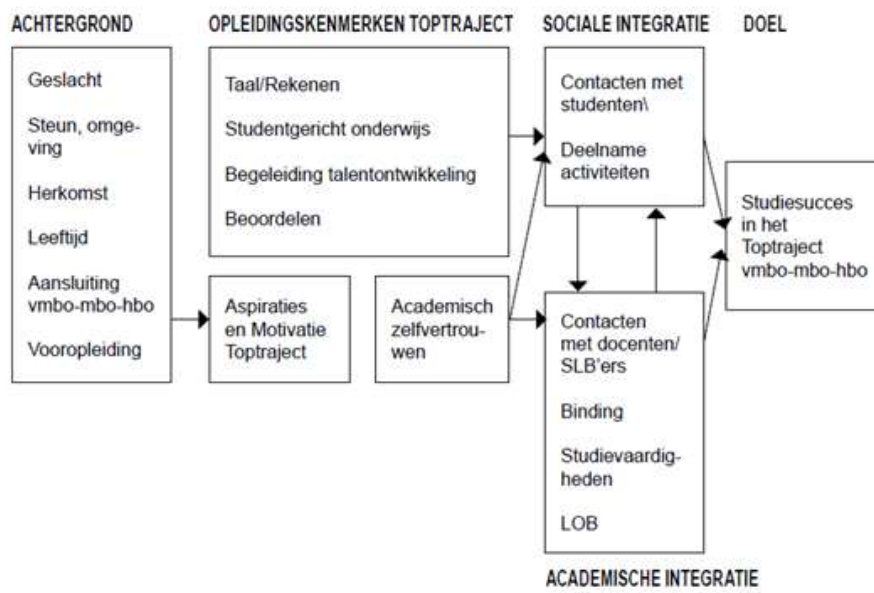 ACHTERGROND
Geslacht
Steun, omge-
ving
Herkomst
Leeftijd
Aansluiting
vmbo-mbo-hbo
Vooropleiding
OPLEIDINGSKENMERKEN TOPTRAJECT
Taal/Rekenen
Studentgericht onderwijs
Begeleiding talentontwikkeling
Beoordelen
Aspiraties
en Motivatie
Toptraject
Academisch
zelfvertrou-
wen
SOCIALE INTEGRATIE
Contacten met
studenten\
Deelname
activiteiten
Contacten
met docenten/
SLB'ers
Binding
Studievaardig-
heden
LOB
ACADEMISCHE INTEGRATIE
DOEL
Studiesucces
in het
Toptraject
vmbo-mbo-hbo